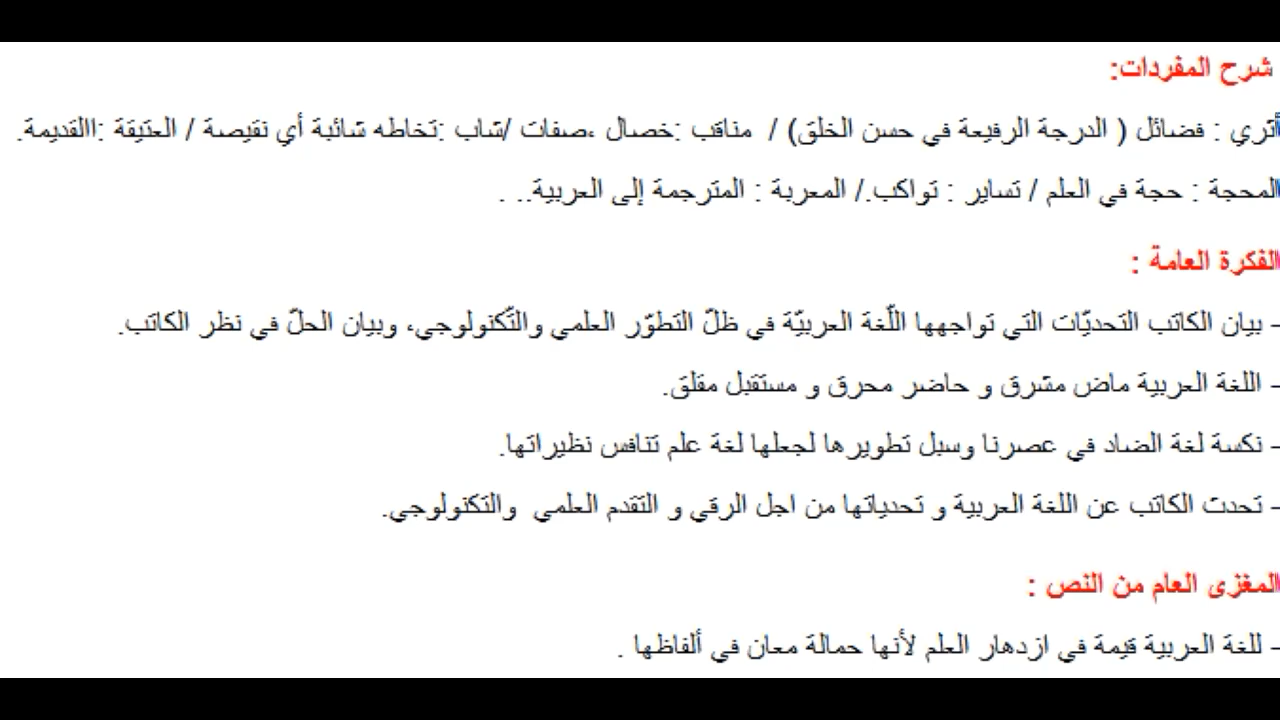 شرح المفردات:
أثري : فضائل ( الدرجة الرفيعة في حسن الخلق) / مناقب :خصال ،صفات /شاب :تخاطه شائبة أي نقيصة / العتيقة :االقديمة.
المحجة : حجة في العلم / تساير : تواكب./ المعربة : المترجمة إلى العربية.. .
الفكرة العامة :
- بيان الكاتب التحديّات التي تواجهها اللّغة العربيّة في ظلّ التطوّر العلمي والتّكنولوجي، وبيان الحلّ في نظر الكاتب.
- اللغة العربية ماض مشرق و حاضر محرق و مستقبل مقلق.
- نكسة لغة الضاد في عصرنا وسبل تطويرها لجعلها لغة علم تنافس نظيراتها.
- تحدث الكاتب عن اللغة العربية و تحدياتها من اجل الرقي و التقدم العلمي والتكنولوجي.
المغزى العام من النص :
- للغة العربية قيمة في ازدهار العلم لأنها حمالة معان في ألفاظها .